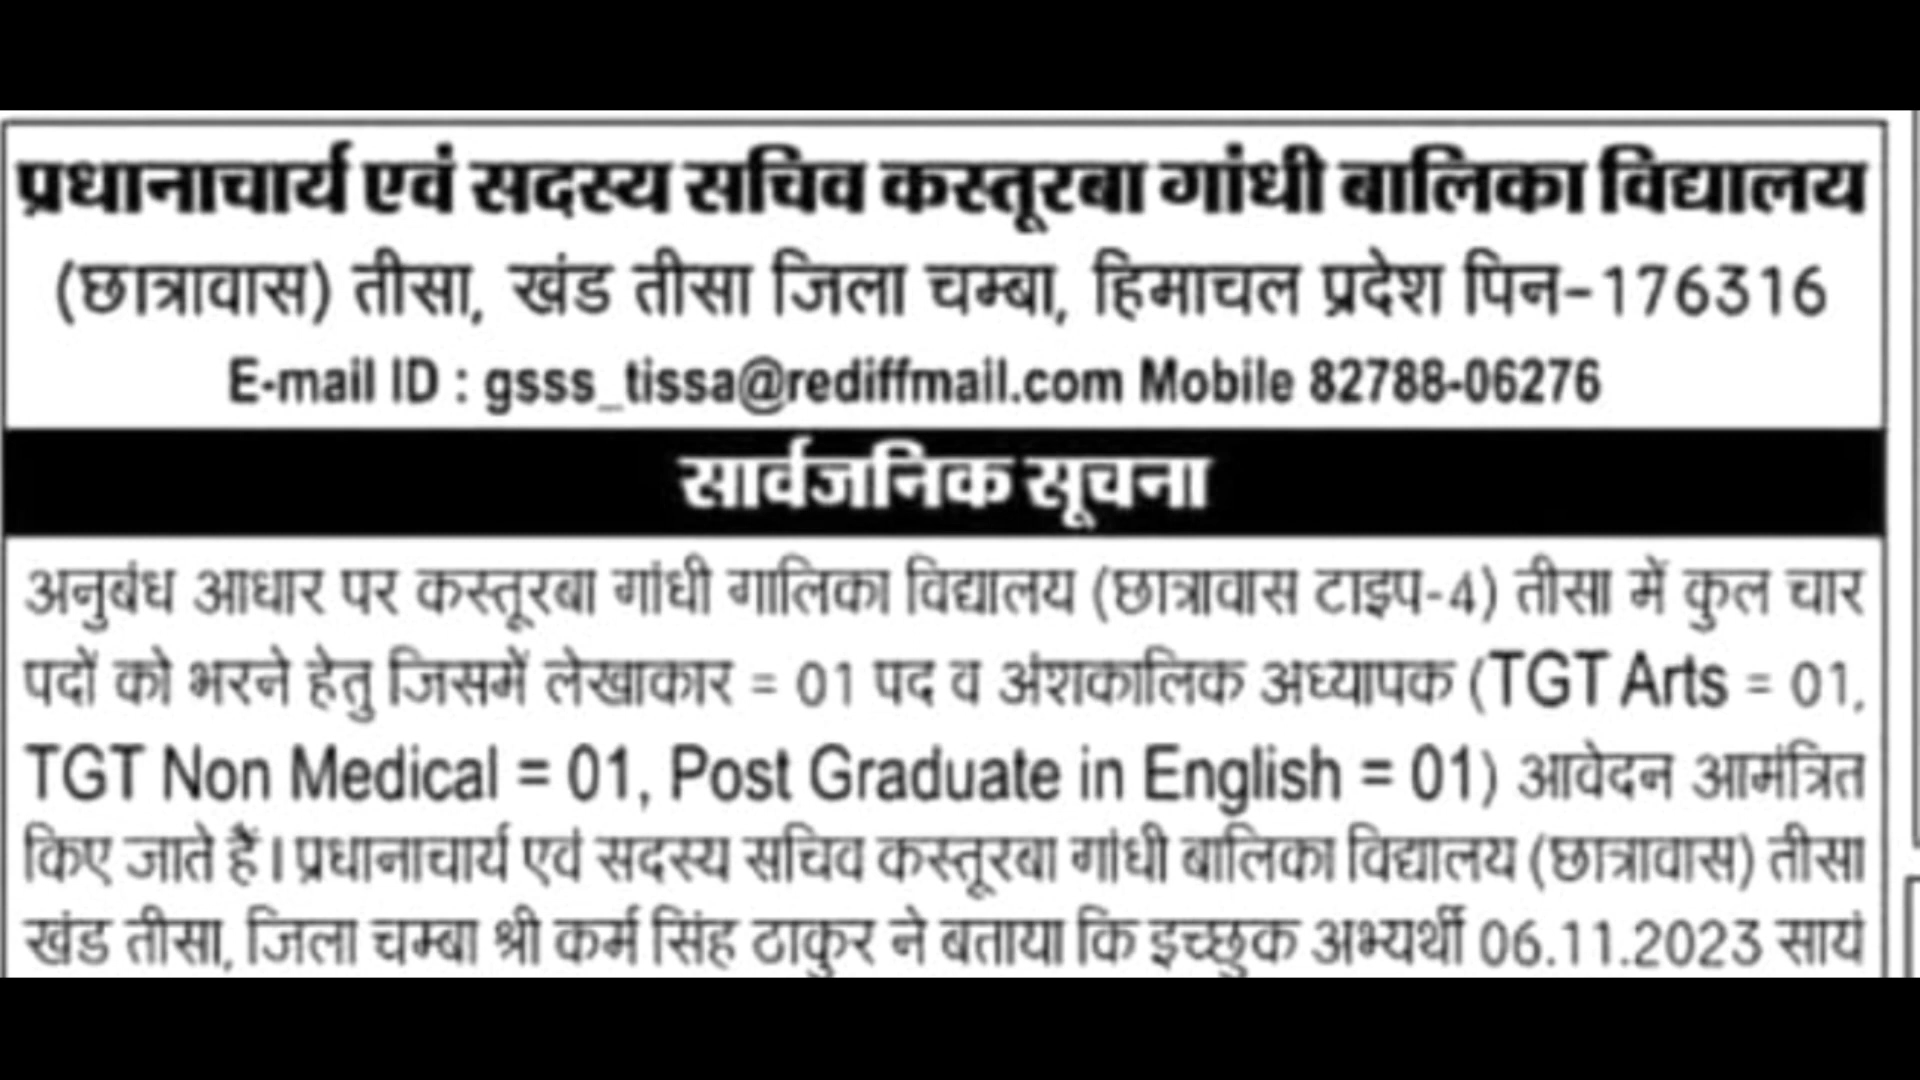 प्रधानाचार्य एवं सदस्य सचिव कस्तूरबा गांधी बालिका विद्यालय
(छात्रावास) तीसा, खंड तीसा जिला चम्बा, हिमाचल प्रदेश पिन-176316
E-mail ID : gsss_tissa@rediffmail.com Mobile 82788-06276
सार्वजनिक सूचना
अनुबंध आधार पर कस्तूरबा गांधी गालिका विद्यालय (छात्रावास टाइप-4) तीसा में कुल चार
पदों को भरने हेतु जिसमें लेखाकार = 01 पद व अंशकालिक अध्यापक (TGT Arts = 01,
TGT Non Medical = 01, Post Graduate in English = 01) आवेदन आमंत्रित
किए जाते हैं। प्रधानाचार्य एवं सदस्य सचिव कस्तूरबा गांधी बालिका विद्यालय (छात्रावास) तीसा
खंड तीसा, जिला चम्बा श्री कर्म सिंह ठाकुर ने बताया कि इच्छुक अभ्यर्थी 06.11.2023 सायं